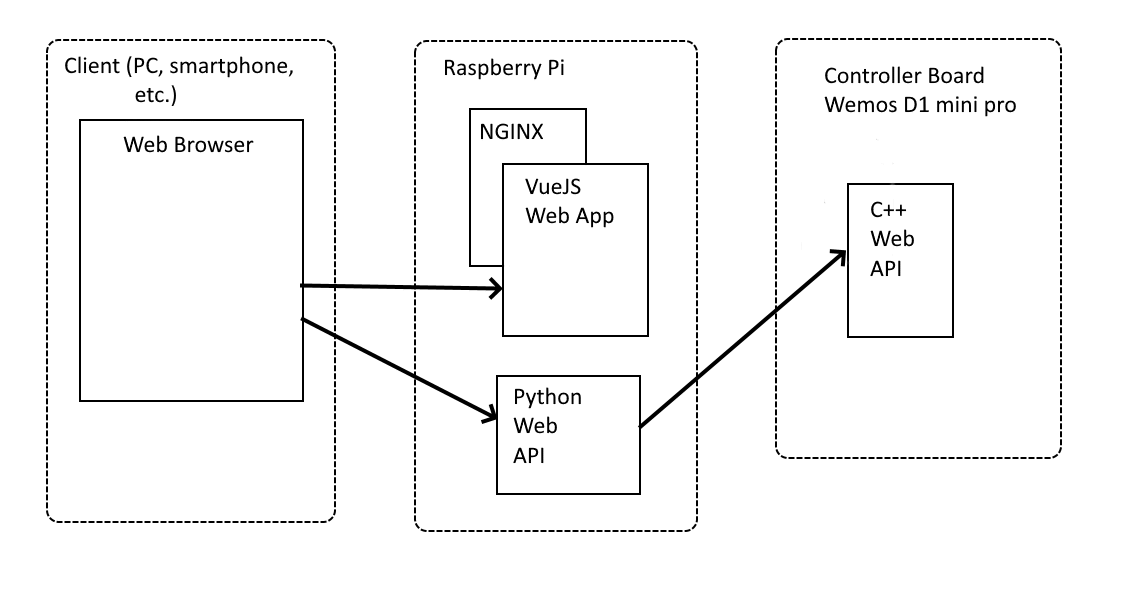 Client (PC, smartphone,
etc.)
Web Browser
Raspberry Pi
NGINX
VueJS
Web App
Python
Web
API
Controller Board
Wemos D1 mini pro
C++
Web
API